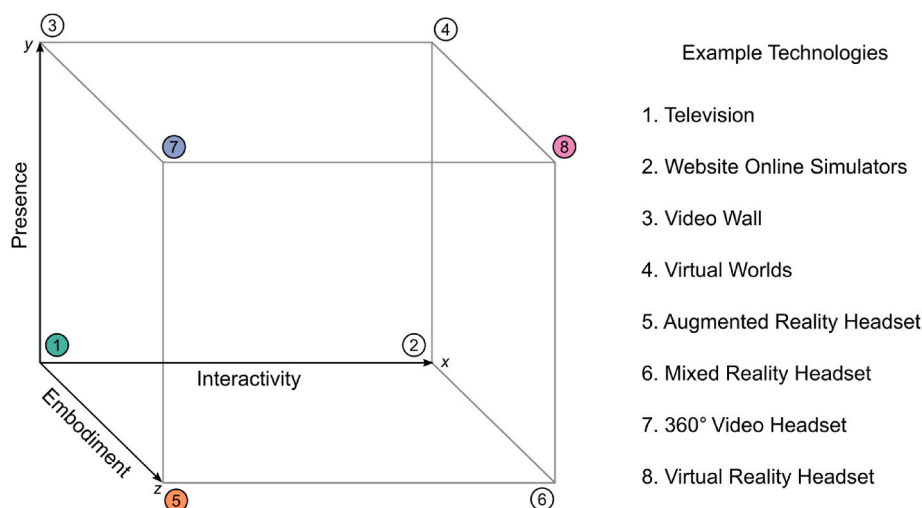 3
4
y
Example Technologies
7
8
1. Television
2. Website Online Simulators
3. Video Wall
4. Virtual Worlds
5. Augmented Reality Headset
6. Mixed Reality Headset
7. 360° Video Headset
8. Virtual Reality Headset
Presence
1
2
x
Interactivity
Embodiment
z
5
6